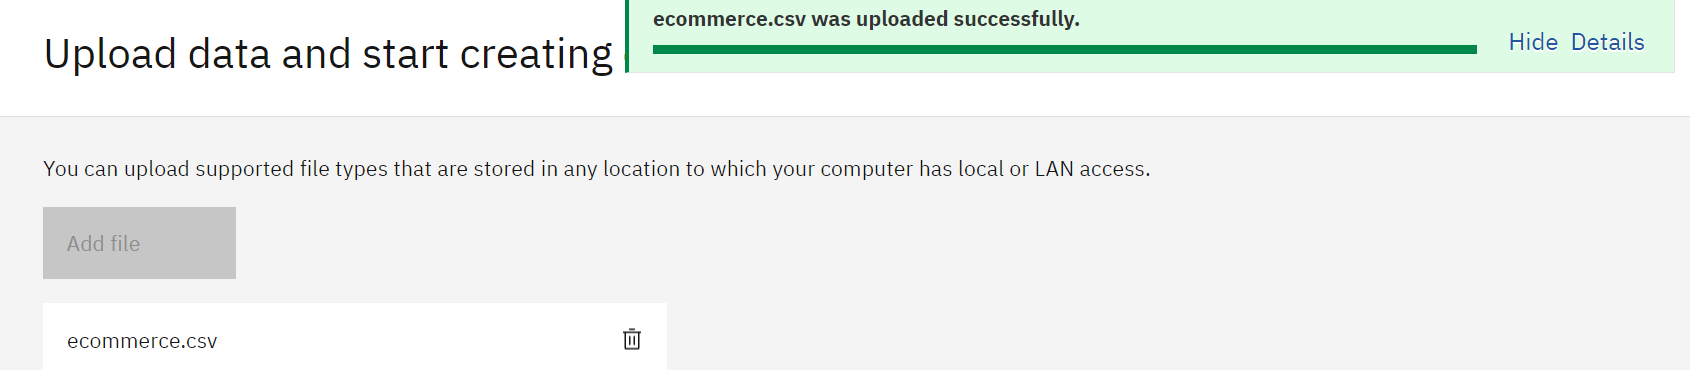 ecommerce.csv was uploaded successfully.
Hide Details
Upload data and start creating
You can upload supported file types that are stored in any location to which your computer has local or LAN access.
Add file
ecommerce.csv